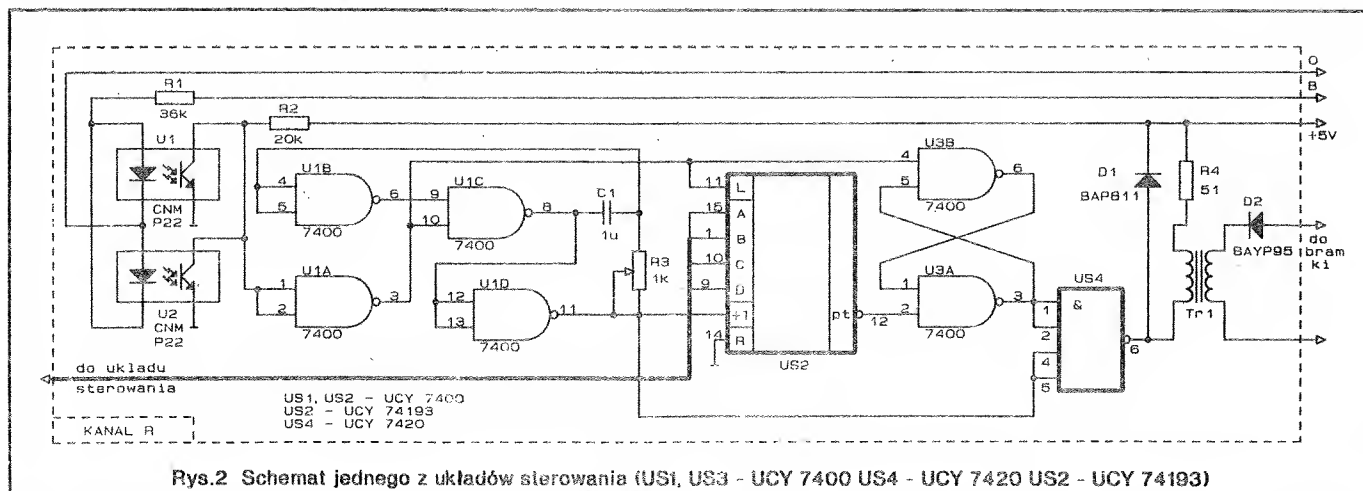 O
R1
B
36k
R2
+5V
U1
20k
U3B
U1B
4
6
D1
R4
U1C
5
BAP811
51
4
6
9
C1
11
L
7400
D2
5
8
CNM
P22
7400
10
1u
15
A
7400
1
B
BAYP95
do
bram
ki
U1A
R3
10
C
U3A
1
U1D
1k
9
D
1
3
US4
2
3
12
11
+1
pt
12
2
1
&
Tr1
U2
7400
13
14
R
7400
2
6
CNM
P22
7400
US2
4
5
do ukladu
sterowania
US1, US2 - UCY 7400
US2 - UCY 74193
US4 - UCY 7420
KANAL R
Rys.2 Schemat jednego z układów sterowania (US1, US3 - UCY 7400 US4 - UCY 7420 US2 - UCY 74193)